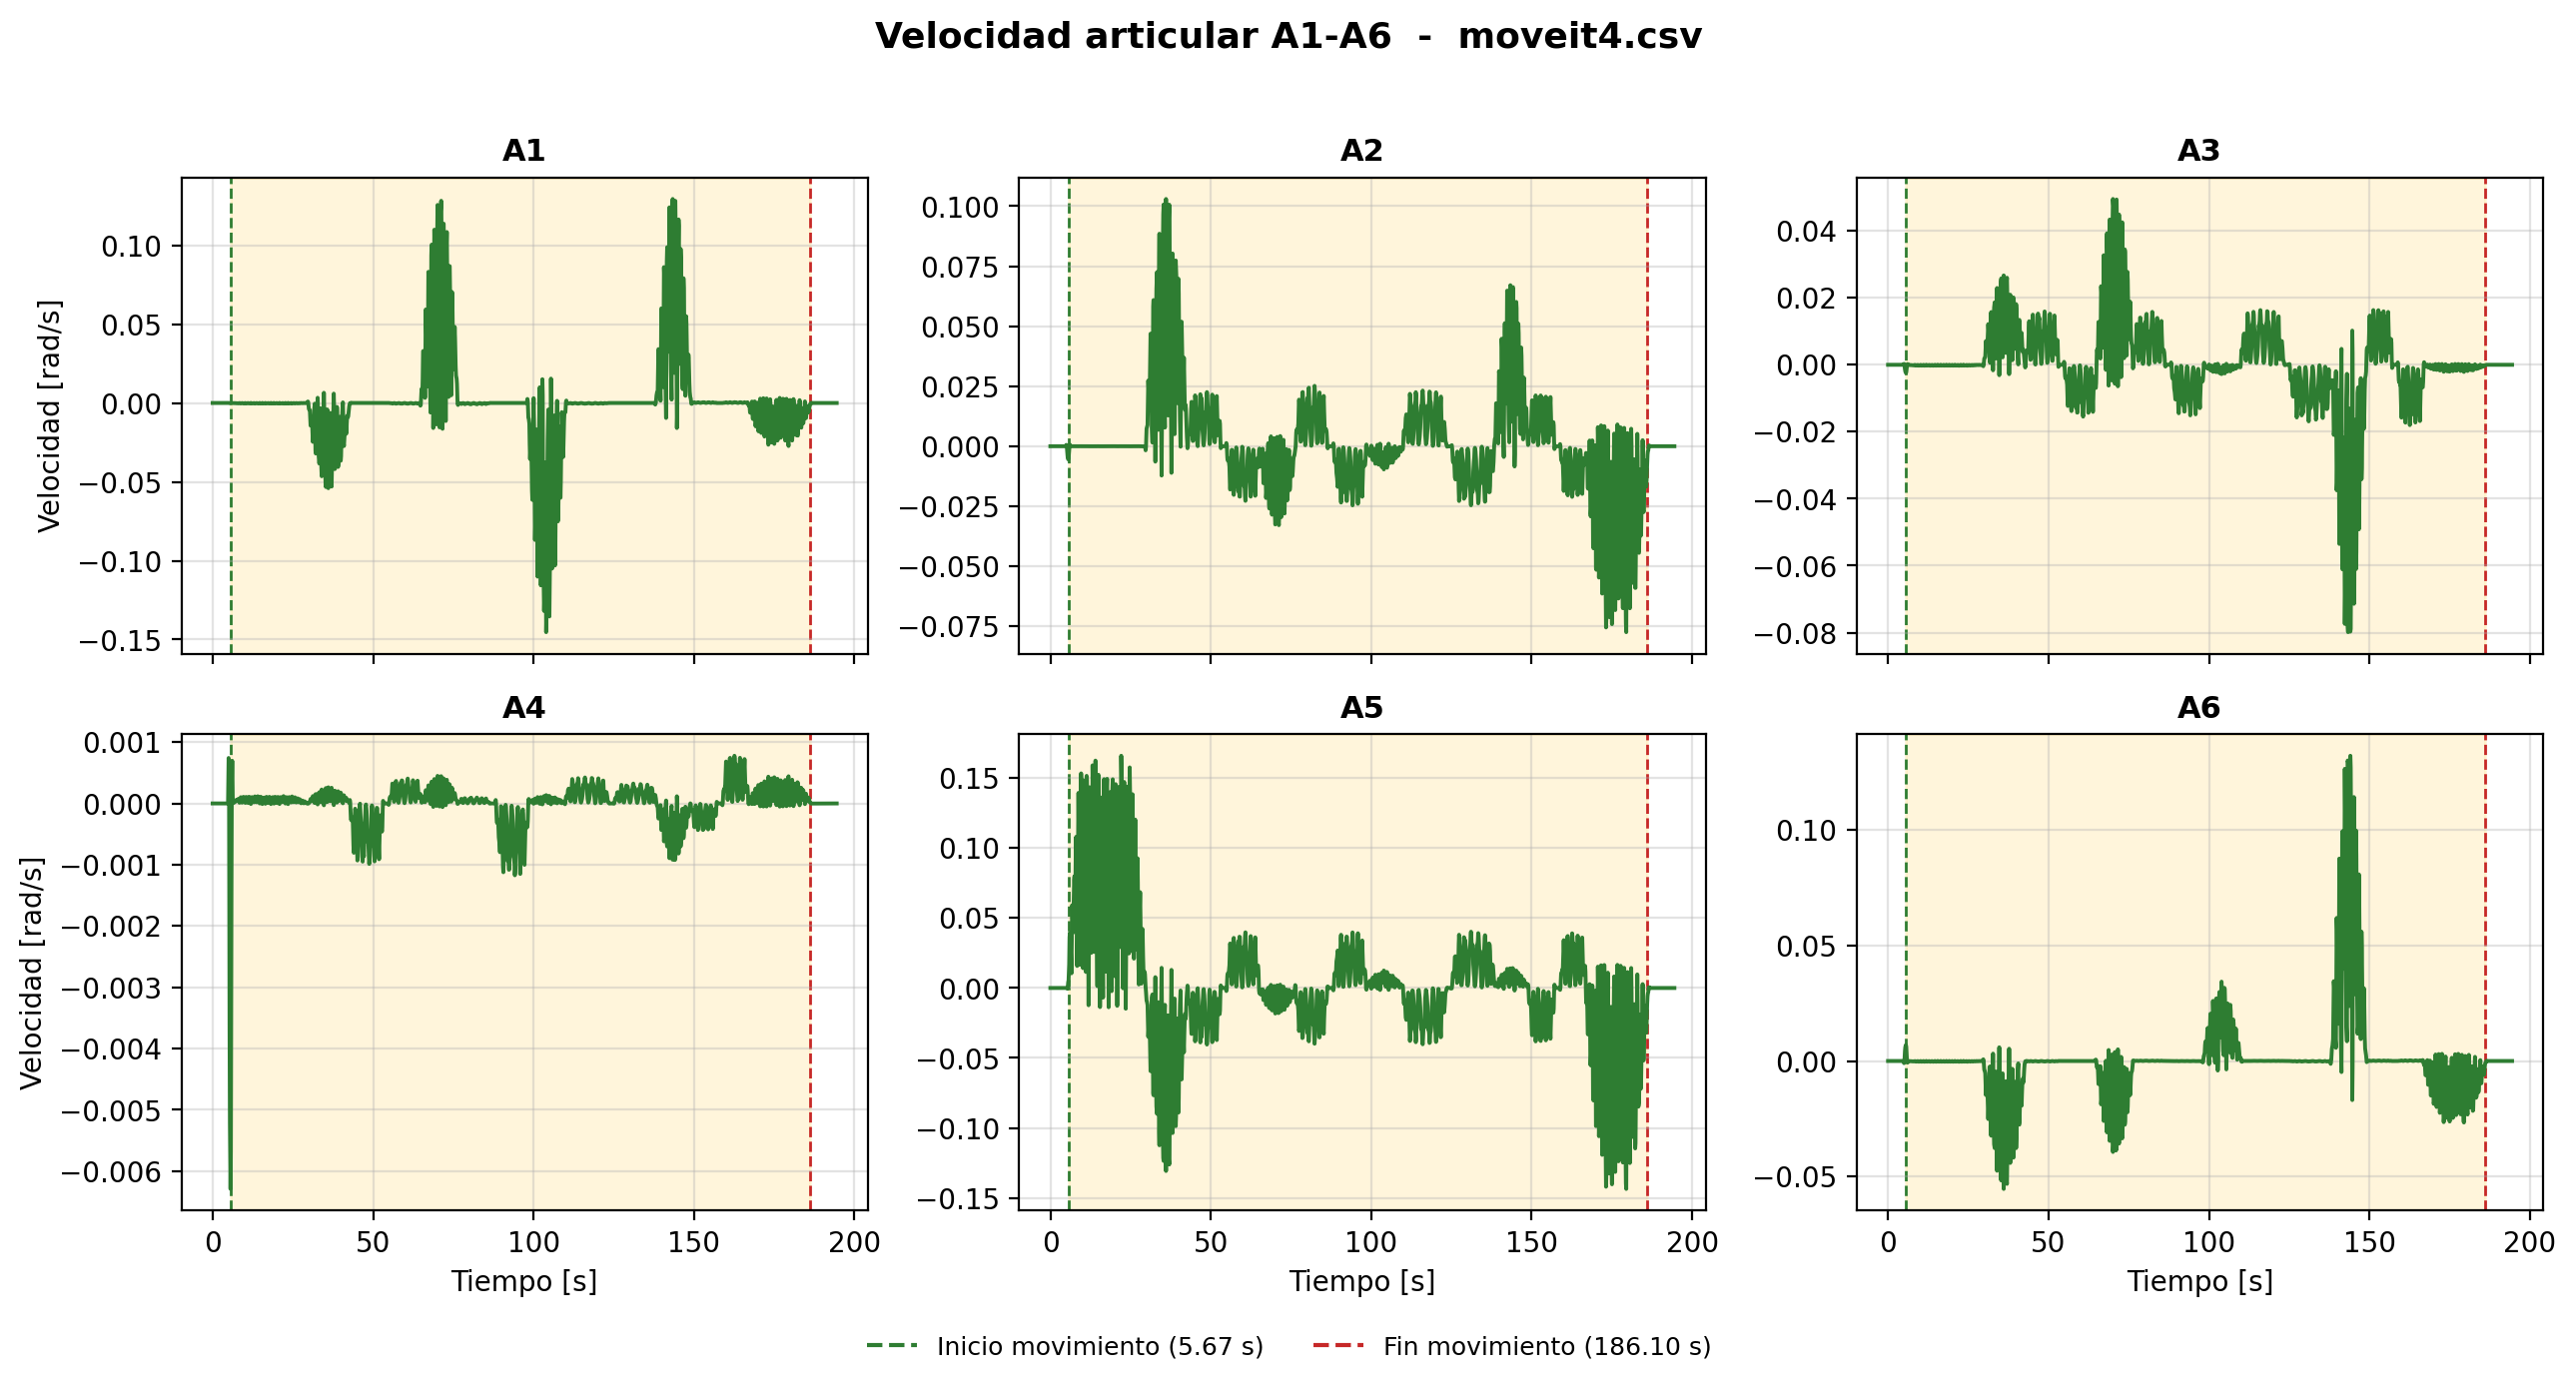 Velocidad articular A1-A6  -  moveit4.csv
A1
A2
A3
Velocidad [rad/s]
0.10
0.05
0.00
−0.05
−0.10
−0.15
0.100
0.075
0.050
0.025
0.000
−0.025
−0.050
−0.075
0.04
0.02
0.00
−0.02
−0.04
−0.06
−0.08
A4
A5
A6
Velocidad [rad/s]
0.001
0.000
−0.001
−0.002
−0.003
−0.004
−0.005
−0.006
0.15
0.10
0.05
0.00
−0.05
−0.10
−0.15
0.10
0.05
0.00
−0.05
0 50 100 150 200
0 50 100 150 200
0 50 100 150 200
Tiempo [s]
Tiempo [s]
Tiempo [s]
Inicio movimiento (5.67 s)
Fin movimiento (186.10 s)